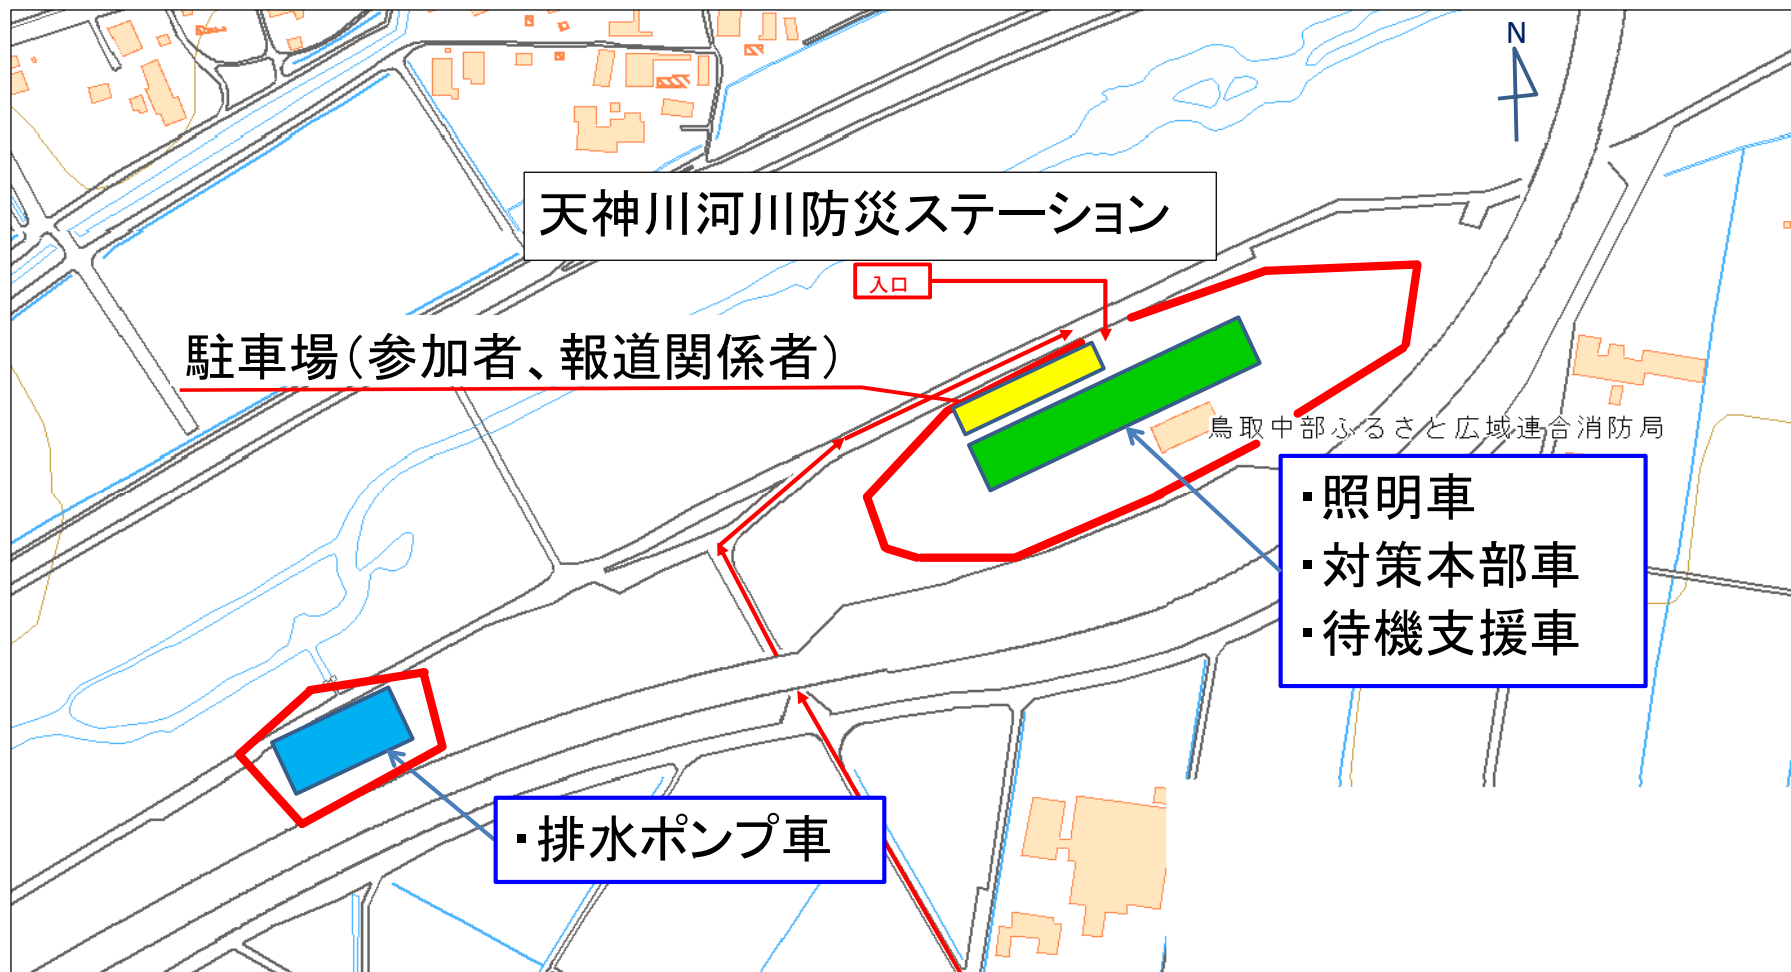 N
天神川河川防災ステーション
入口
駐車場(参加者、報道関係者)
鳥取中部ふるさと広域連合消防局
・照明車
・対策本部車
・待機支援車
・排水ポンプ車